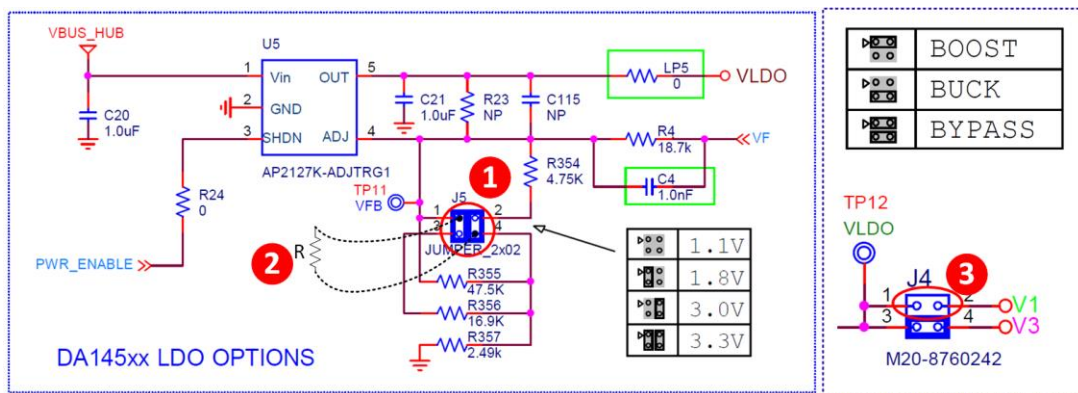 VBUS_HUB
U5
1
Vin
OUT
5
LP5
0
VLDO
2
GND
C20
1.0uF
C21
1.0uF
R23
NP
C115
NP
3
SHDN
ADJ
4
R4
18.7k
VF
AP2127K-ADJTRG1
R354
4.75K
C4
1.0nF
R24
0
TP11
VFB
1
J5
1
2
3
4
JUMPER_2x02
R
2
PWR_ENABLE
R355
47.5K
R356
16.9K
R357
2.49k
1.1V
1.8V
3.0V
3.3V
DA145xx LDO OPTIONS
BOOST
BUCK
BYPASS
TP12
VLDO
J4
3
1
2
V1
3
4
V3
M20-8760242